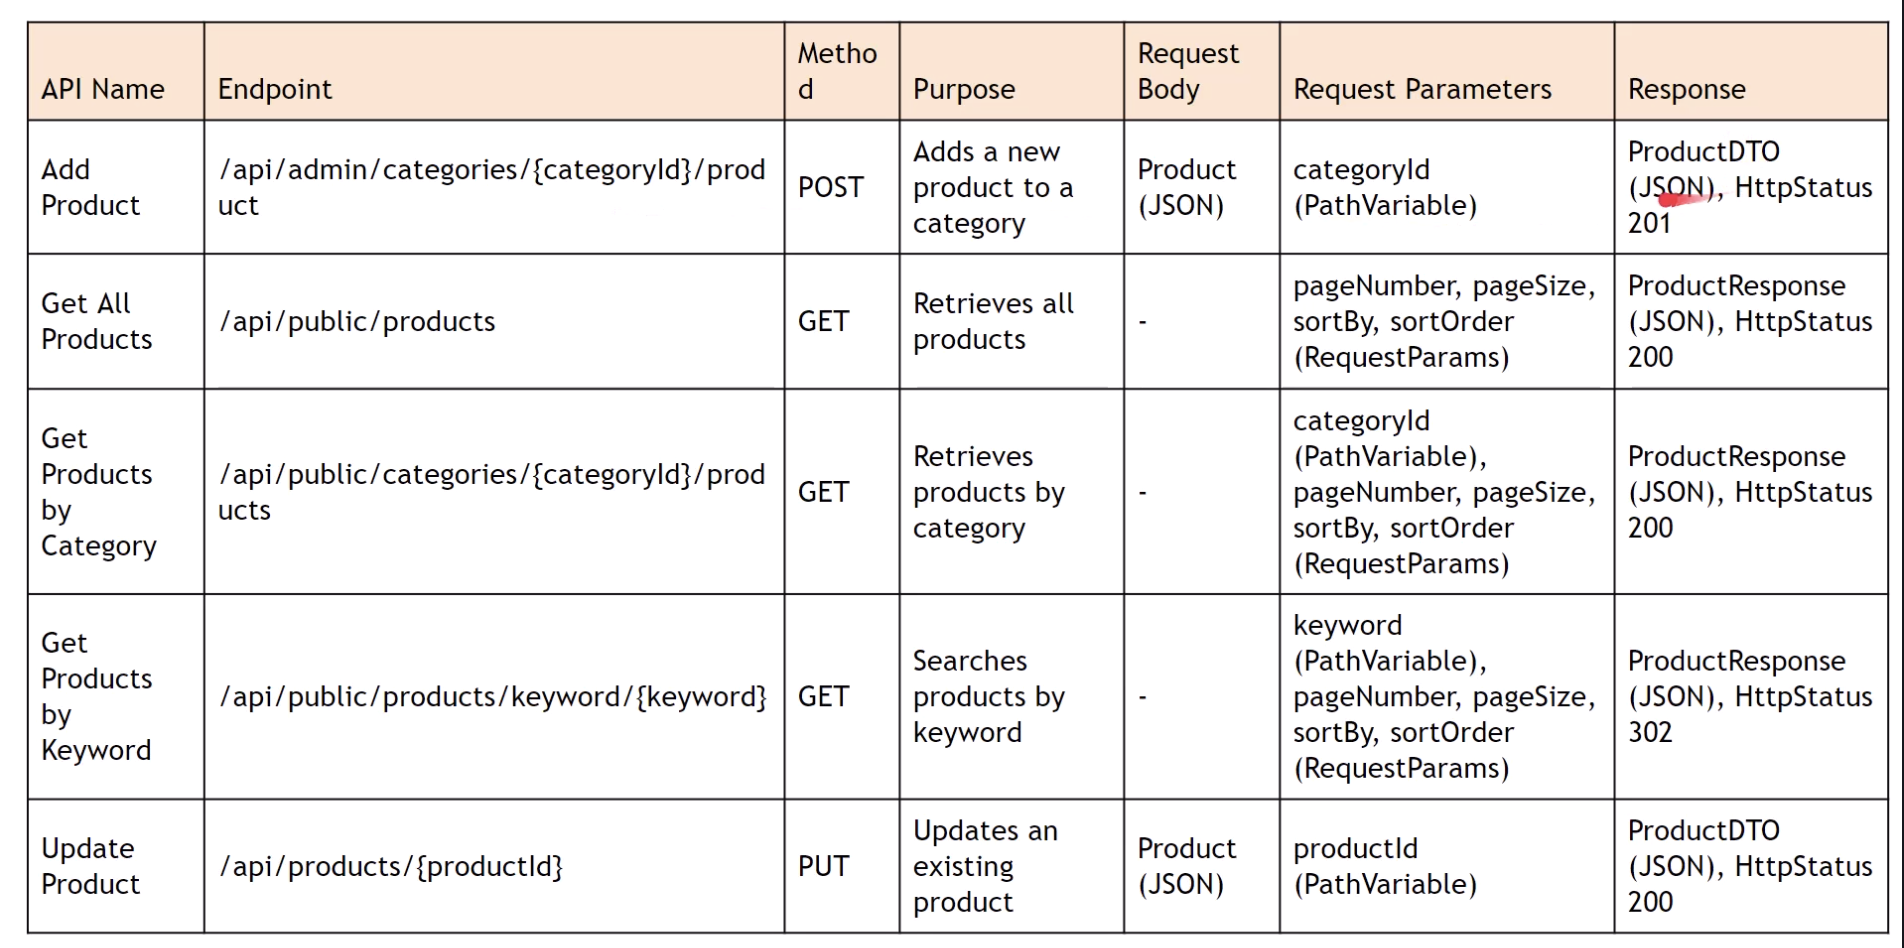 API Name
Endpoint
Metho
d
Purpose
Request
Body
Request Parameters
Response
Add
Product
/api/admin/categories/{categoryId}/prod
uct
POST
Adds a new
product to a
category
Product
(JSON)
categoryId
(PathVariable)
ProductDTO
(JSON), HttpStatus
201
Get All
Products
/api/public/products
GET
Retrieves all
products
-
pageNumber, pageSize,
sortBy, sortOrder
(RequestParams)
ProductResponse
(JSON), HttpStatus
200
Get
Products
by
Category
/api/public/categories/{categoryId}/prod
ucts
GET
Retrieves
products by
category
-
categoryId
(PathVariable),
pageNumber, pageSize,
sortBy, sortOrder
(RequestParams)
ProductResponse
(JSON), HttpStatus
200
Get
Products
by
Keyword
/api/public/products/keyword/{keyword}
GET
Searches
products by
keyword
-
keyword
(PathVariable),
pageNumber, pageSize,
sortBy, sortOrder
(RequestParams)
ProductResponse
(JSON), HttpStatus
302
Update
Product
/api/products/{productId}
PUT
Updates an
existing
product
Product
(JSON)
productId
(PathVariable)
ProductDTO
(JSON), HttpStatus
200